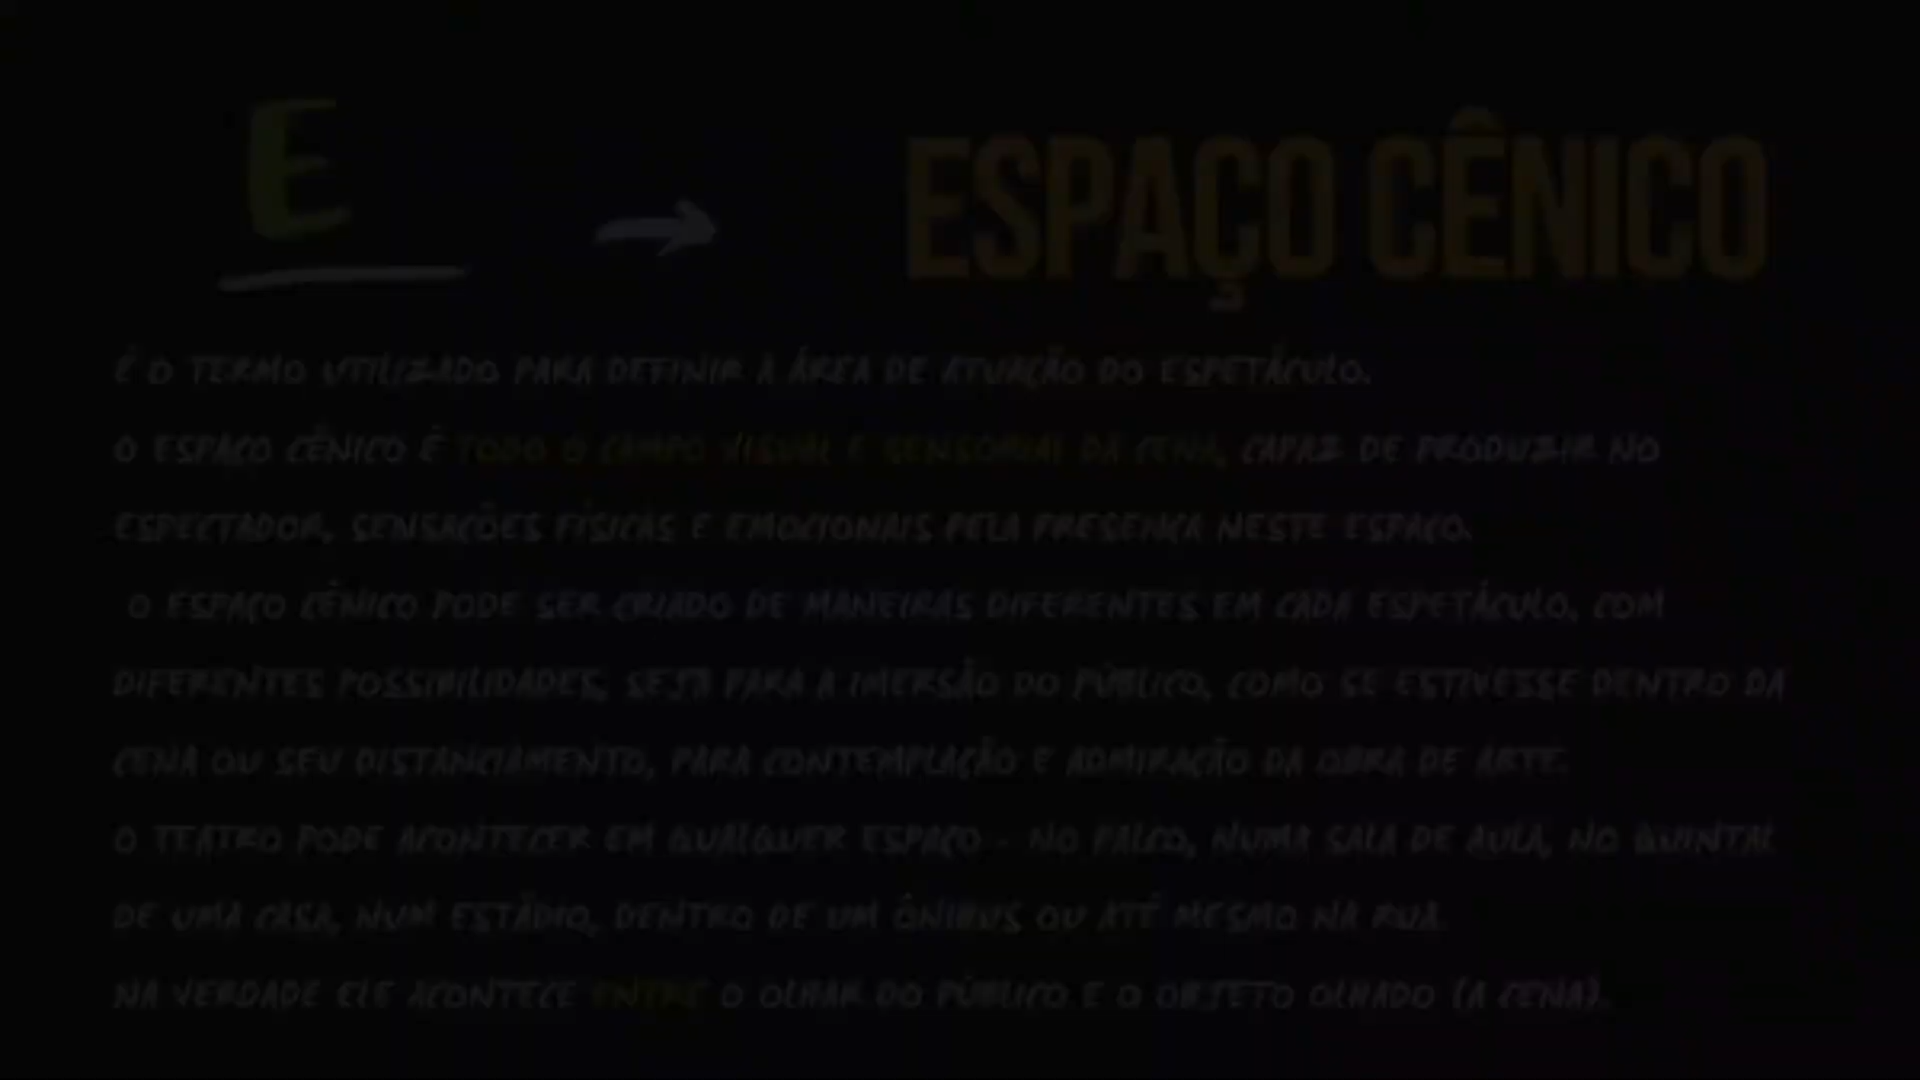 E ESPAÇO CÊNICO
É O TERMO UTILIZADO PARA DEFINIR A ÁREA DE ATUAÇÃO DO ESPETÁCULO.
O ESPAÇO CÊNICO É TODO O CAMPO VISUAL E SENSORIAL DA CENA, CAPAZ DE PRODUZIR NO
ESPECTADOR, SENSAÇÕES FÍSICAS E EMOCIONAIS PELA PRESENÇA NESTE ESPAÇO.
O ESPAÇO CÊNICO PODE SER CRIADO DE MANEIRAS DIFERENTES EM CADA ESPETÁCULO, COM
DIFERENTES POSSIBILIDADES, SEJA PARA A IMERSÃO DO PÚBLICO, COMO SE ESTIVESSE DENTRO DA
CENA OU SEU DISTANCIAMENTO, PARA CONTEMPLAÇÃO E ADMIRAÇÃO DA OBRA DE ARTE.
O TEATRO PODE ACONTECER EM QUALQUER ESPAÇO - NO PALCO, NUMA SALA DE AULA, NO QUINTAL
DE UMA CASA, NUM ESTÁDIO, DENTRO DE UM ÔNIBUS OU ATÉ MESMO NA RUA.
NA VERDADE ELE ACONTECE ENTRE O OLHAR DO PÚBLICO E O OBJETO OLHADO (A CENA).